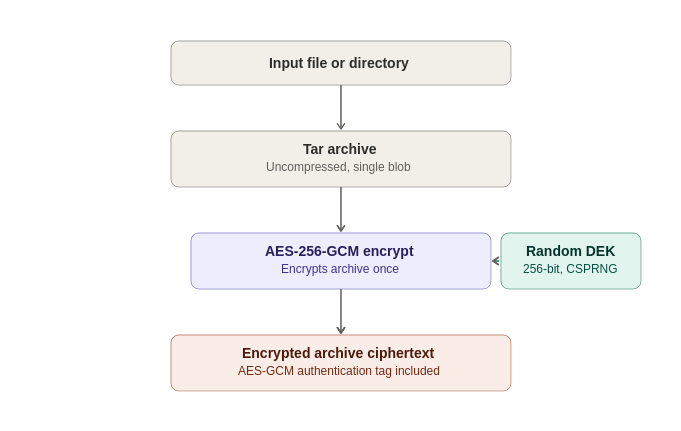 Input file or directory
Tar archive
Uncompressed, single blob
AES-256-GCM encrypt
Encrypts archive once
Random DEK
256-bit, CSPRNG
Encrypted archive ciphertext
AES-GCM authentication tag included